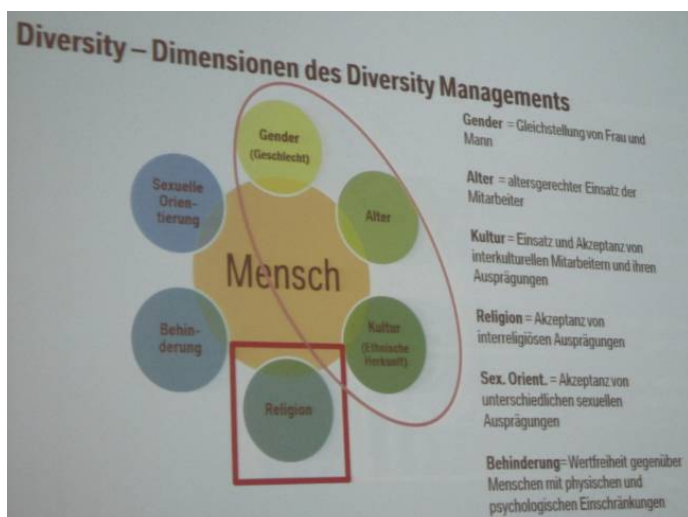 Diversity – Dimensionen des Diversity Managements
Gender
(Geschlecht)
Alter
Kultur
(Ethnische
Herkunft)
Religion
Behin-
derung
Sexuelle
Orien-
tierung
Mensch
Gender = Gleichstellung von Frau und
Mann
Alter = altersgerechter Einsatz der
Mitarbeiter
Kultur = Einsatz und Akzeptanz von
interkulturellen Mitarbeitern und ihren
Ausprägungen
Religion = Akzeptanz von
interreligiösen Ausprägungen
Sex. Orient. = Akzeptanz von
unterschiedlichen sexuellen
Ausprägungen
Behinderung= Wertfreiheit gegenüber
Menschen mit physischen und
psychologischen Einschränkungen